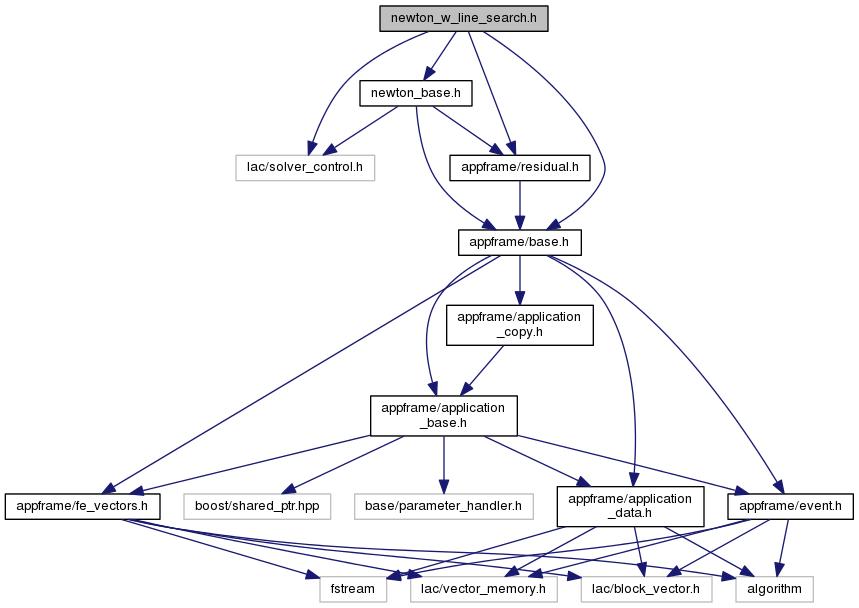 newton_w_line_search.h
newton_base.h
lac/solver_control.h
appframe/residual.h
appframe/base.h
appframe/application
_copy.h
appframe/application
_base.h
appframe/fe_vectors.h
boost/shared_ptr.hpp
base/parameter_handler.h
appframe/application
_data.h
appframe/event.h
fstream
lac/vector_memory.h
lac/block_vector.h
algorithm